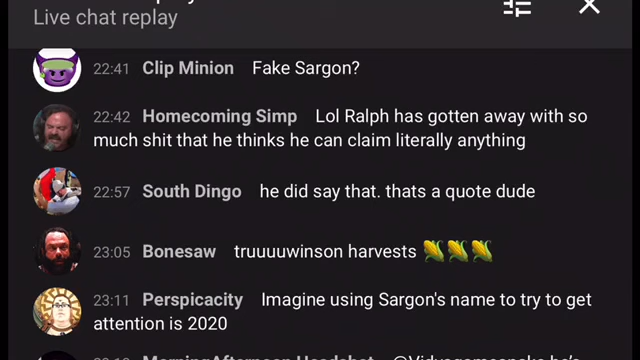 Live chat replay
22:41 Clip Minion Fake Sargon?
22:42 Homecoming Simp Lol Ralph has gotten away with so
much shit that he thinks he can claim literally anything
22:57 South Dingo he did say that. thats a quote dude
23:05 Bonesaw truuuuwinson harvests 🌽🌽🌽
23:11 Perspicacity Imagine using Sargon's name to try to get
attention is 2020